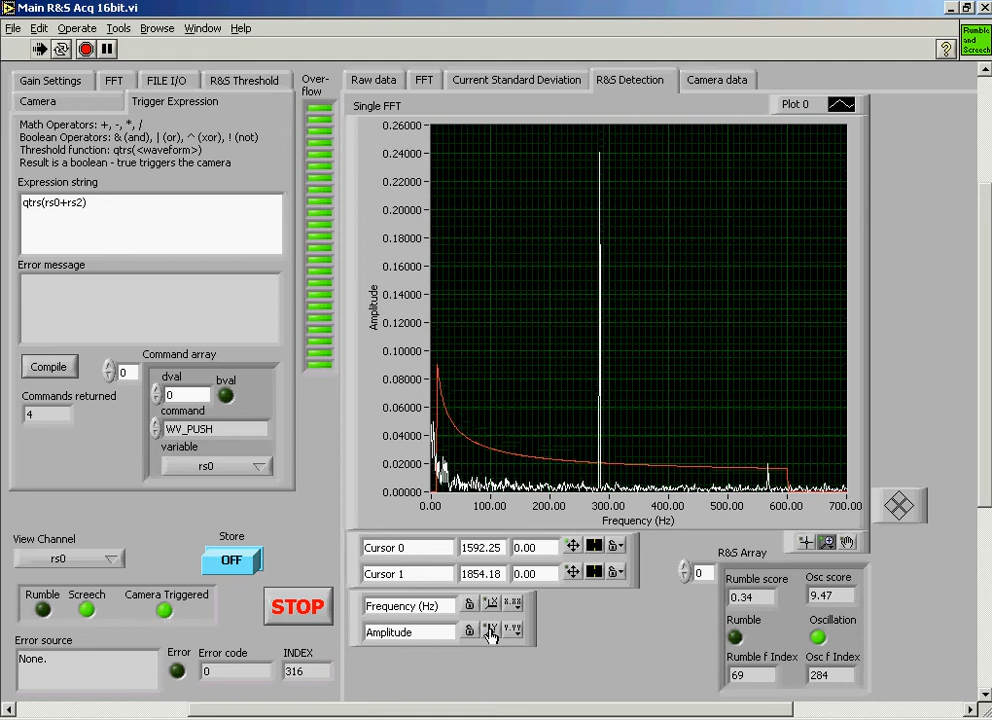 Main R&S Acq 16bit.vi
File Edit Operate Tools Browse Window Help
Rumble
and
Screech
Gain Settings FFT FILE I/O R&S Threshold
Camera Trigger Expression
Math Operators: +, -, *, /
Boolean Operators: & (and), | (or), ^ (xor), ! (not)
Threshold function: qtrs(<waveform>)
Result is a boolean - true triggers the camera
Expression string
qtrs(rs0+rs2)
Error message
Compile
0
Command array
Commands returned
4
dval
bval
0
command
WV_PUSH
variable
rs0
View Channel
rs0
Store
OFF
Rumble Screech Camera Triggered
STOP
Error source
None.
Error
Error code
0
INDEX
316
Over-
flow
Raw data FFT Current Standard Deviation R&S Detection Camera data
Single FFT
Plot 0
0.26000
0.24000
0.22000
0.20000
0.18000
0.16000
0.14000
0.12000
0.10000
0.08000
0.06000
0.04000
0.02000
0.00000
Amplitude
0.00 100.00 200.00 300.00 400.00 500.00 600.00 700.00
Frequency (Hz)
Cursor 0 1592.25 0.00
Cursor 1 1854.18 0.00
Frequency (Hz) X.XX
Amplitude Y.YY
R&S Array
0
Rumble score
0.34
Osc score
9.47
Rumble
Oscillation
Rumble f Index
69
Osc f Index
284